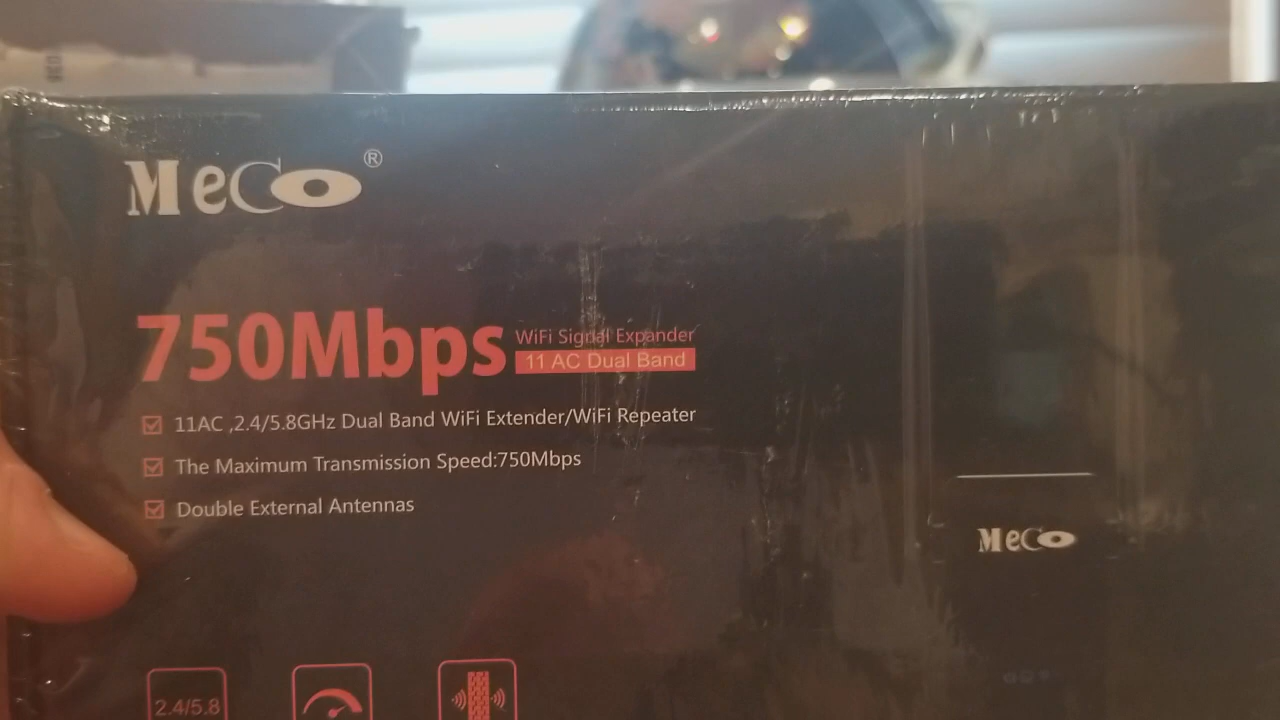 MeCo®
750Mbps
WiFi Signal Expander
11 AC Dual Band
11AC ,2.4/5.8GHz Dual Band WiFi Extender/WiFi Repeater
The Maximum Transmission Speed:750Mbps
Double External Antennas
MeCo
2.4/5.8